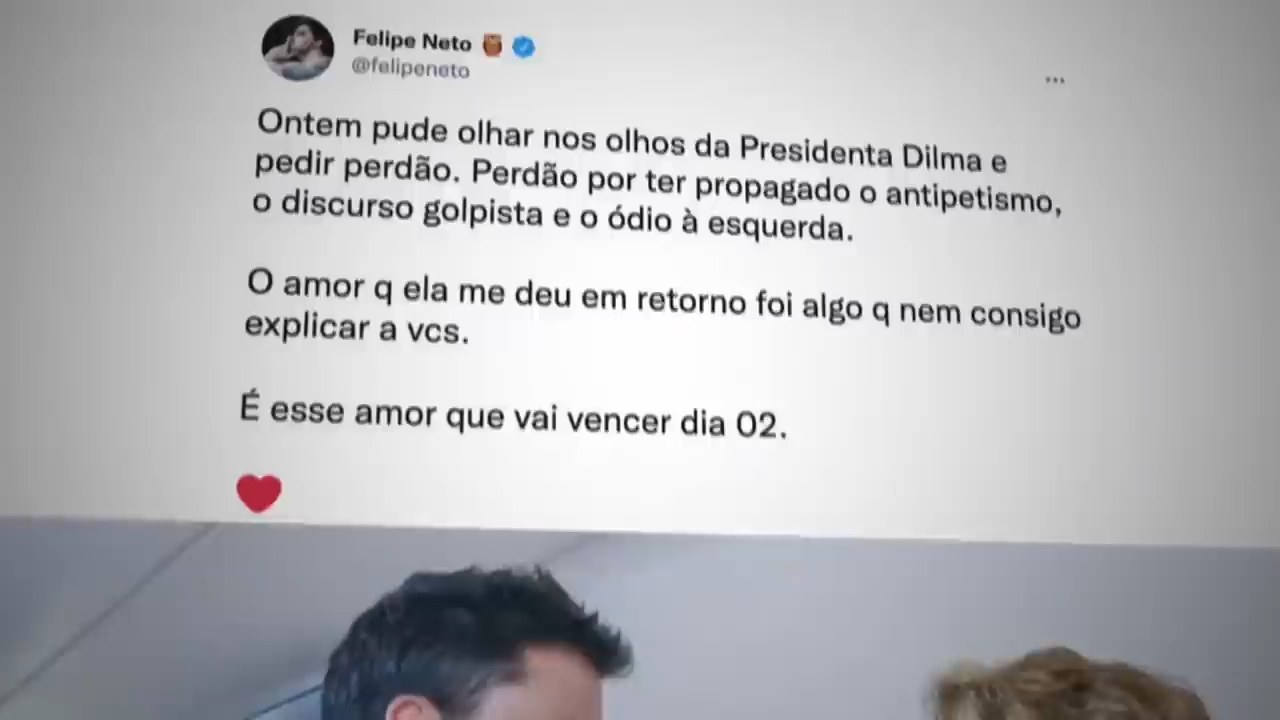 Felipe Neto
@felipeneto
...
Ontem pude olhar nos olhos da Presidenta Dilma e
pedir perdão. Perdão por ter propagado o antipetismo,
o discurso golpista e o ódio à esquerda.
O amor q ela me deu em retorno foi algo q nem consigo
explicar a vcs.
É esse amor que vai vencer dia 02.